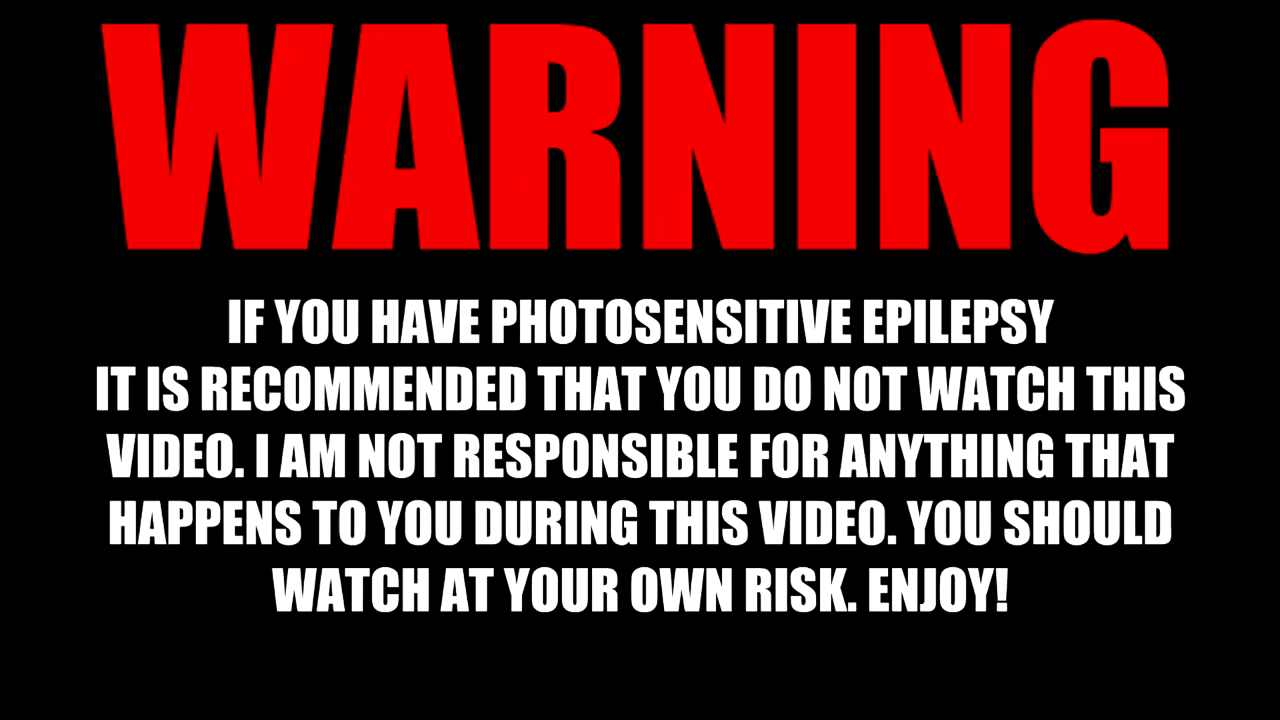 WARNING
IF YOU HAVE PHOTOSENSITIVE EPILEPSY
IT IS RECOMMENDED THAT YOU DO NOT WATCH THIS
VIDEO. I AM NOT RESPONSIBLE FOR ANYTHING THAT
HAPPENS TO YOU DURING THIS VIDEO. YOU SHOULD
WATCH AT YOUR OWN RISK. ENJOY!